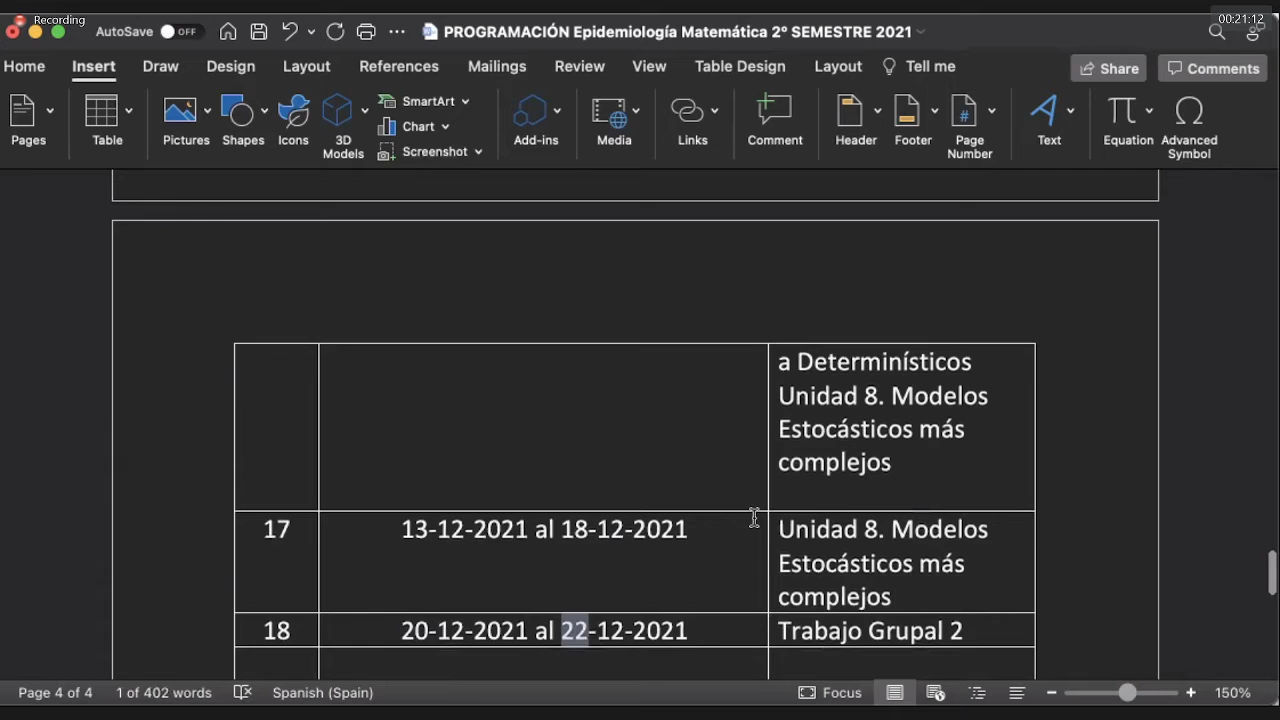 Recording
00:21:12
AutoSave OFF
PROGRAMACIÓN Epidemiología Matemática 2º SEMESTRE 2021
Home Insert Draw Design Layout References Mailings Review View Table Design Layout Tell me Share Comments
Pages Table Pictures Shapes Icons 3D Models SmartArt Chart Screenshot Add-ins Media Links Comment Header Footer Page Number Text Equation Advanced Symbol
a Determinísticos
Unidad 8. Modelos
Estocásticos más
complejos
17 13-12-2021 al 18-12-2021 Unidad 8. Modelos
Estocásticos más
complejos
18 20-12-2021 al 22-12-2021 Trabajo Grupal 2
Page 4 of 4 1 of 402 words Spanish (Spain) Focus 150%